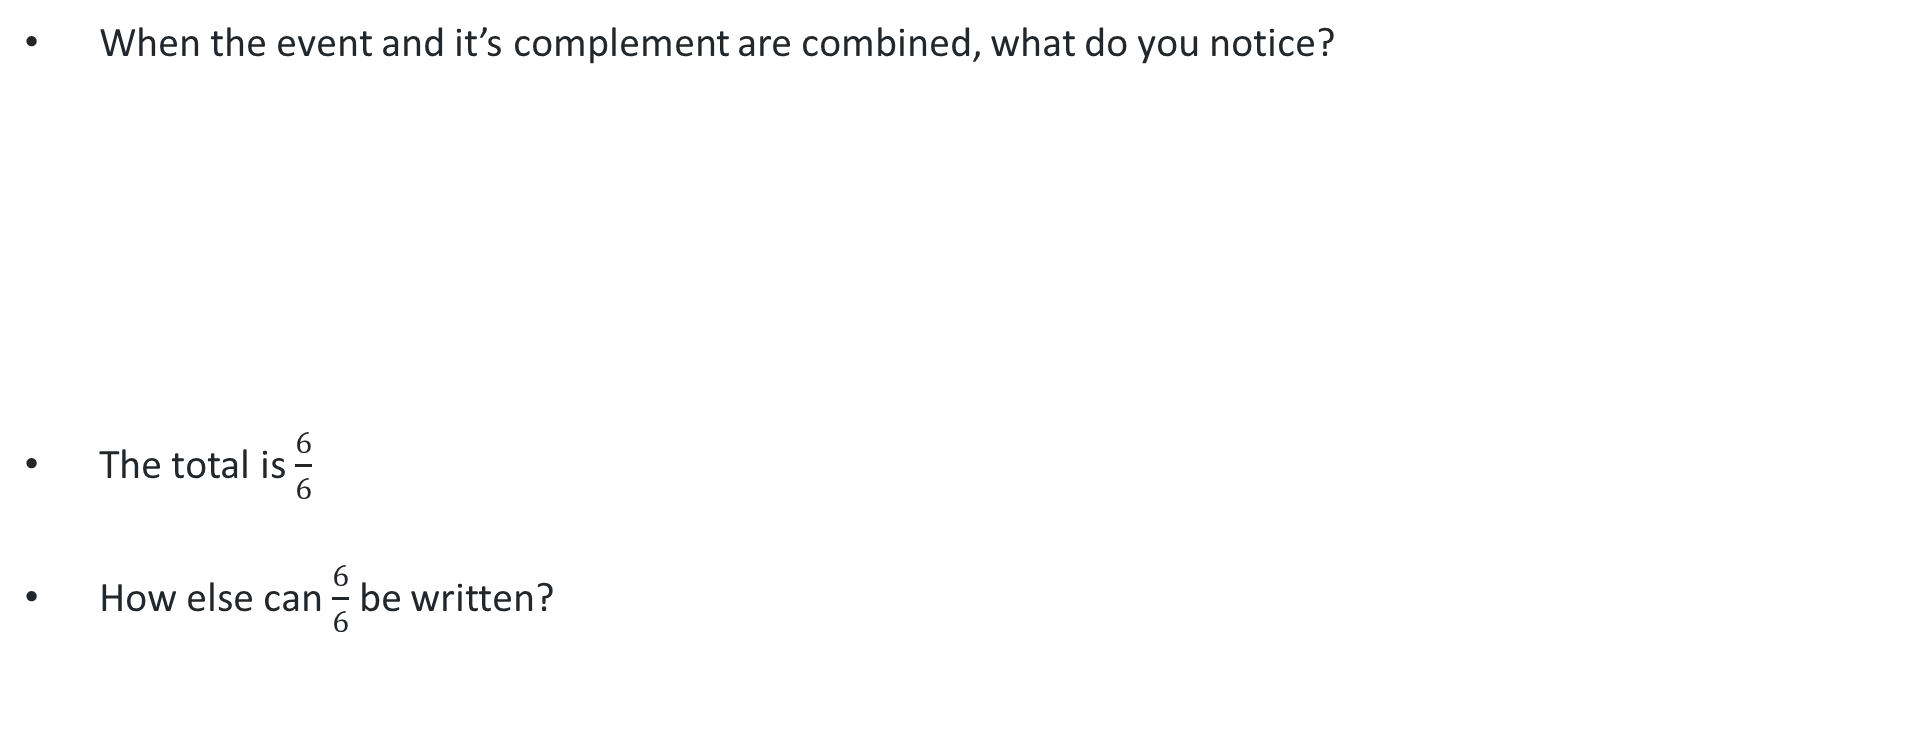 • When the event and it’s complement are combined, what do you notice?
• The total is 6/6
• How else can 6/6 be written?